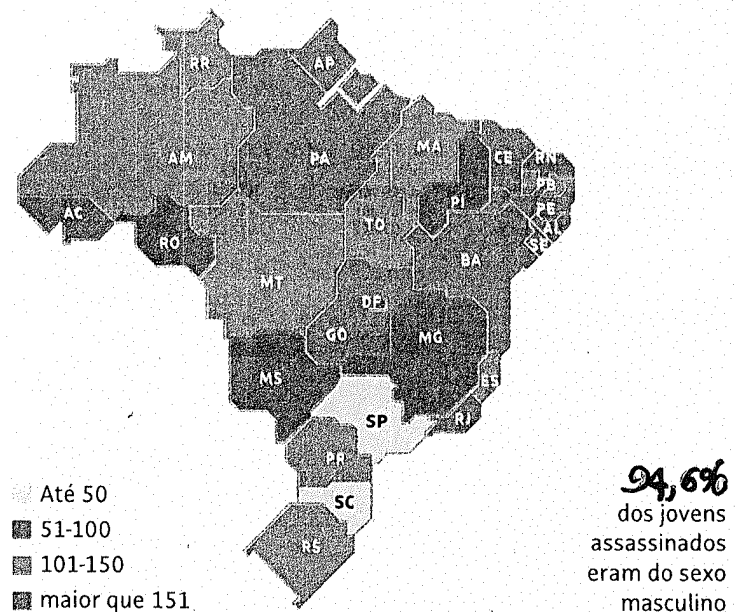 RR
AP
AM
PA
MA
CE
RN
PB
PE
AL
SE
PI
AC
RO
TO
BA
MT
DF
GO
MG
MS
ES
SP
RJ
PR
SC
RS
Até 50
51-100
101-150
maior que 151
94,6%
dos jovens
assassinados
eram do sexo
masculino